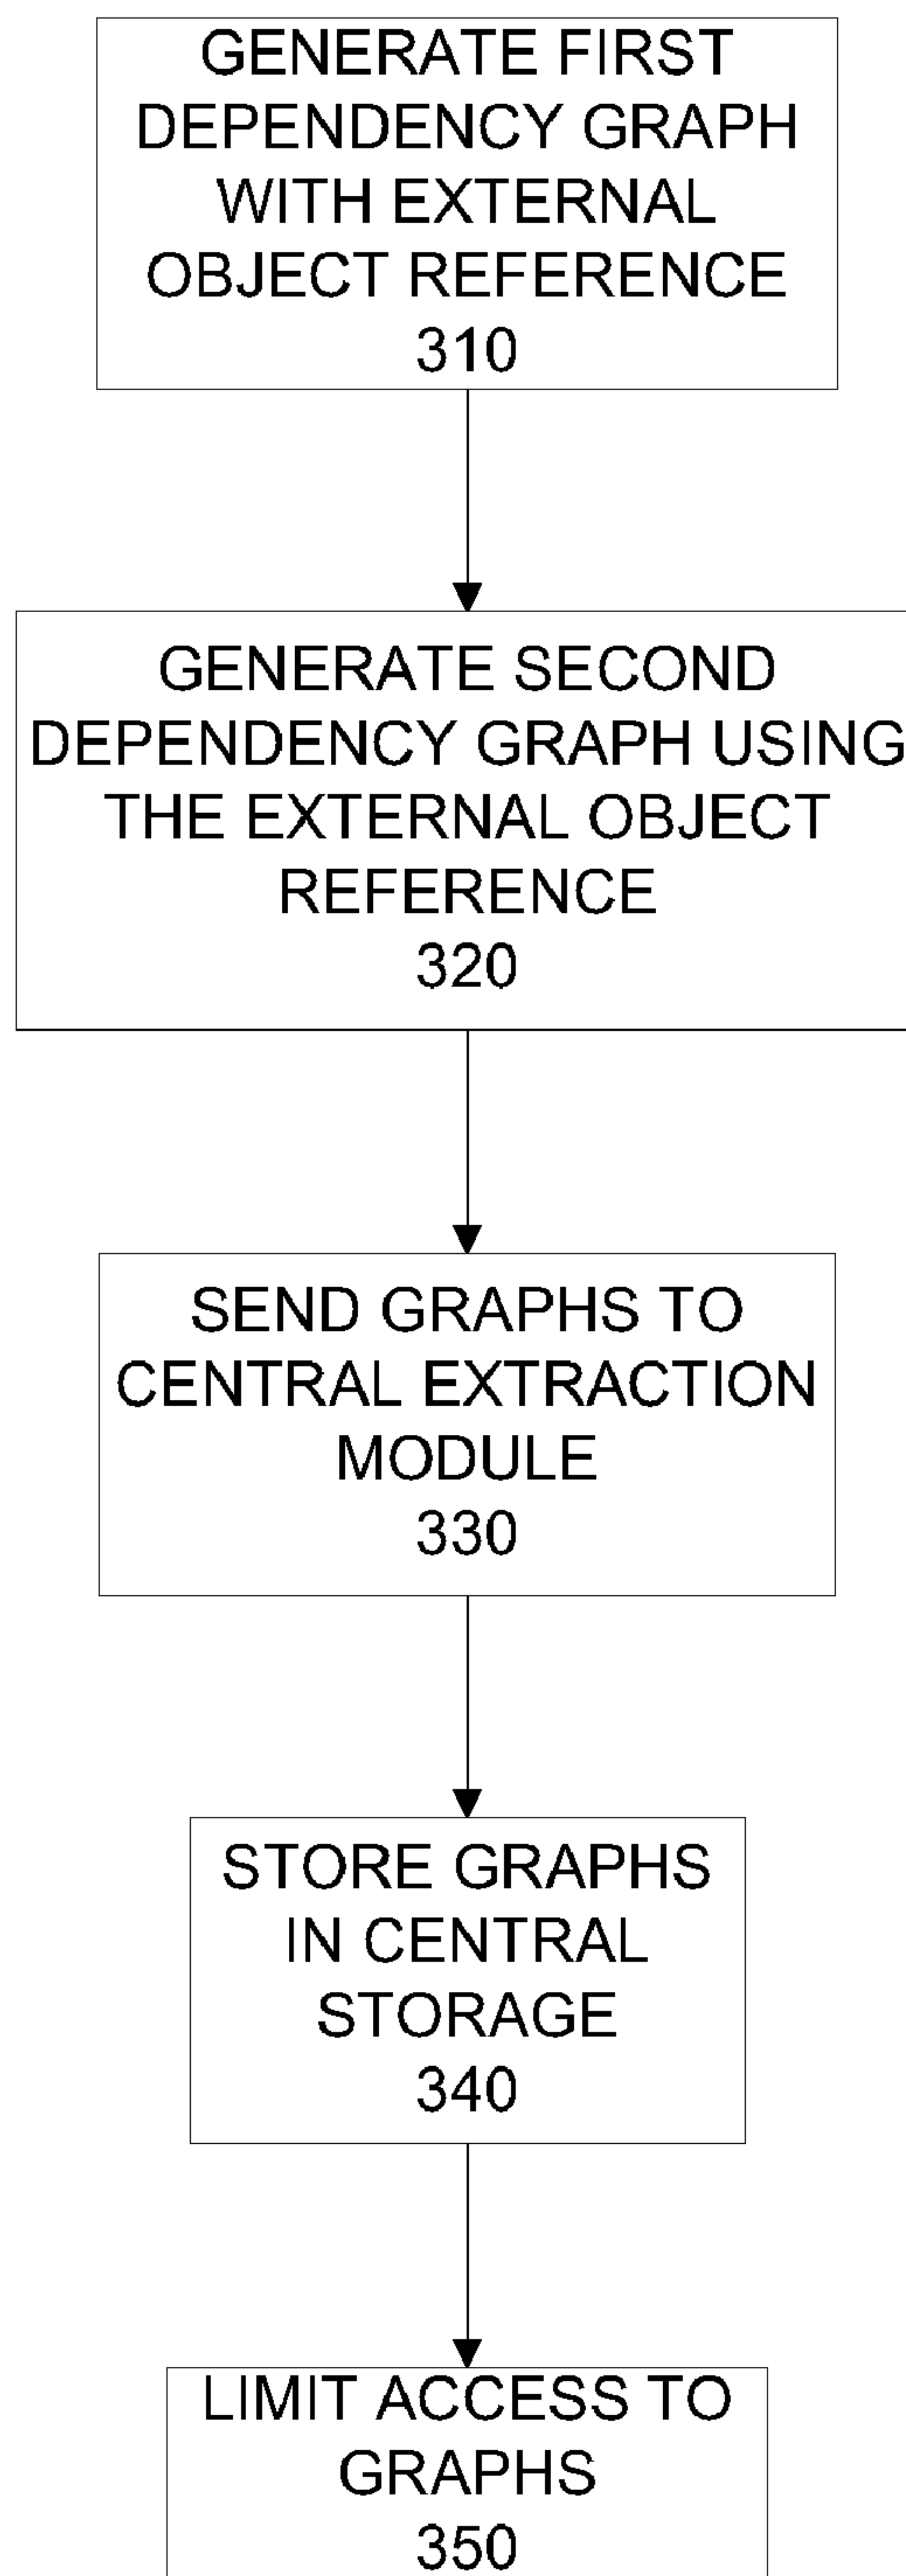 GENERATE FIRST
DEPENDENCY GRAPH
WITH EXTERNAL
OBJECT REFERENCE
310
GENERATE SECOND
DEPENDENCY GRAPH USING
THE EXTERNAL OBJECT
REFERENCE
320
SEND GRAPHS TO
CENTRAL EXTRACTION
MODULE
330
STORE GRAPHS
IN CENTRAL
STORAGE
340
LIMIT ACCESS TO
GRAPHS
350